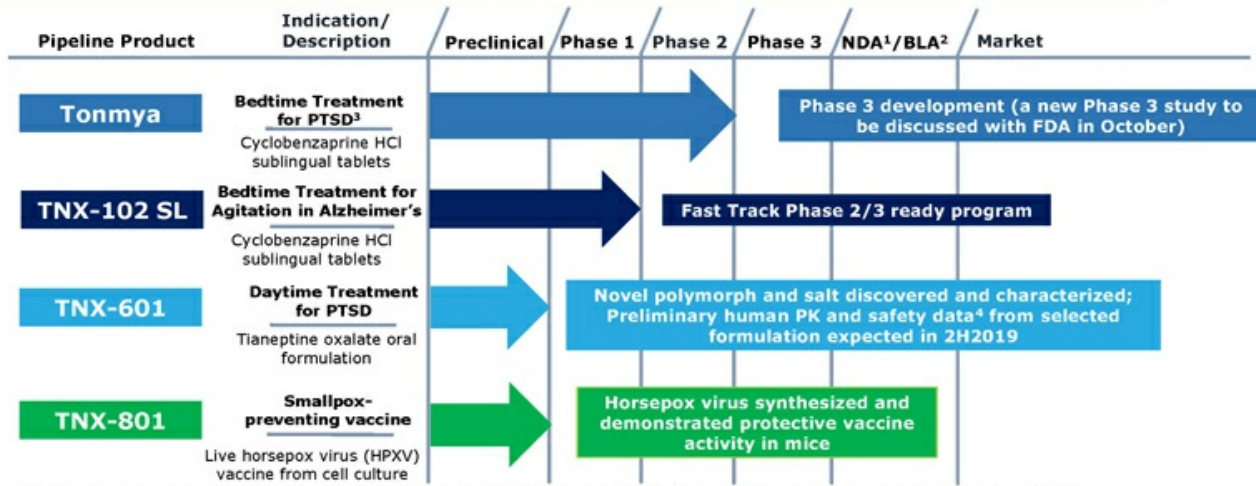 Pipeline Product
Indication/
Description
Preclinical
Phase 1
Phase 2
Phase 3
NDA¹/BLA²
Market
Tonmya
Bedtime Treatment
for PTSD³
Cyclobenzaprine HCl
sublingual tablets
Phase 3 development (a new Phase 3 study to
be discussed with FDA in October)
TNX-102 SL
Bedtime Treatment for
Agitation in Alzheimer's
Cyclobenzaprine HCl
sublingual tablets
Fast Track Phase 2/3 ready program
TNX-601
Daytime Treatment
for PTSD
Tianeptine oxalate oral
formulation
Novel polymorph and salt discovered and characterized;
Preliminary human PK and safety data⁴ from selected
formulation expected in 2H2019
TNX-801
Smallpox-
preventing vaccine
Live horsepox virus (HPXV)
vaccine from cell culture
Horsepox virus synthesized and
demonstrated protective vaccine
activity in mice